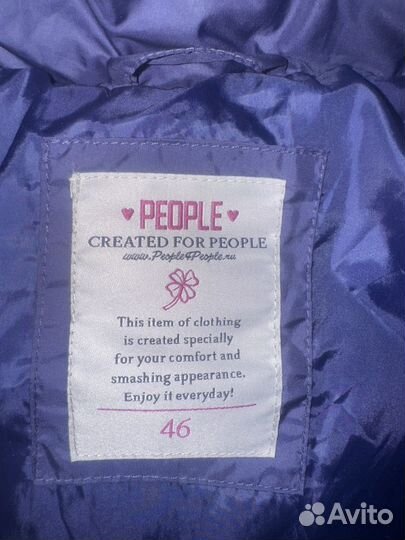 PEOPLE
CREATED FOR PEOPLE
www.People4People.ru
This item of clothing
is created specially
for your comfort and
smashing appearance.
Enjoy it everyday!
46
Avito